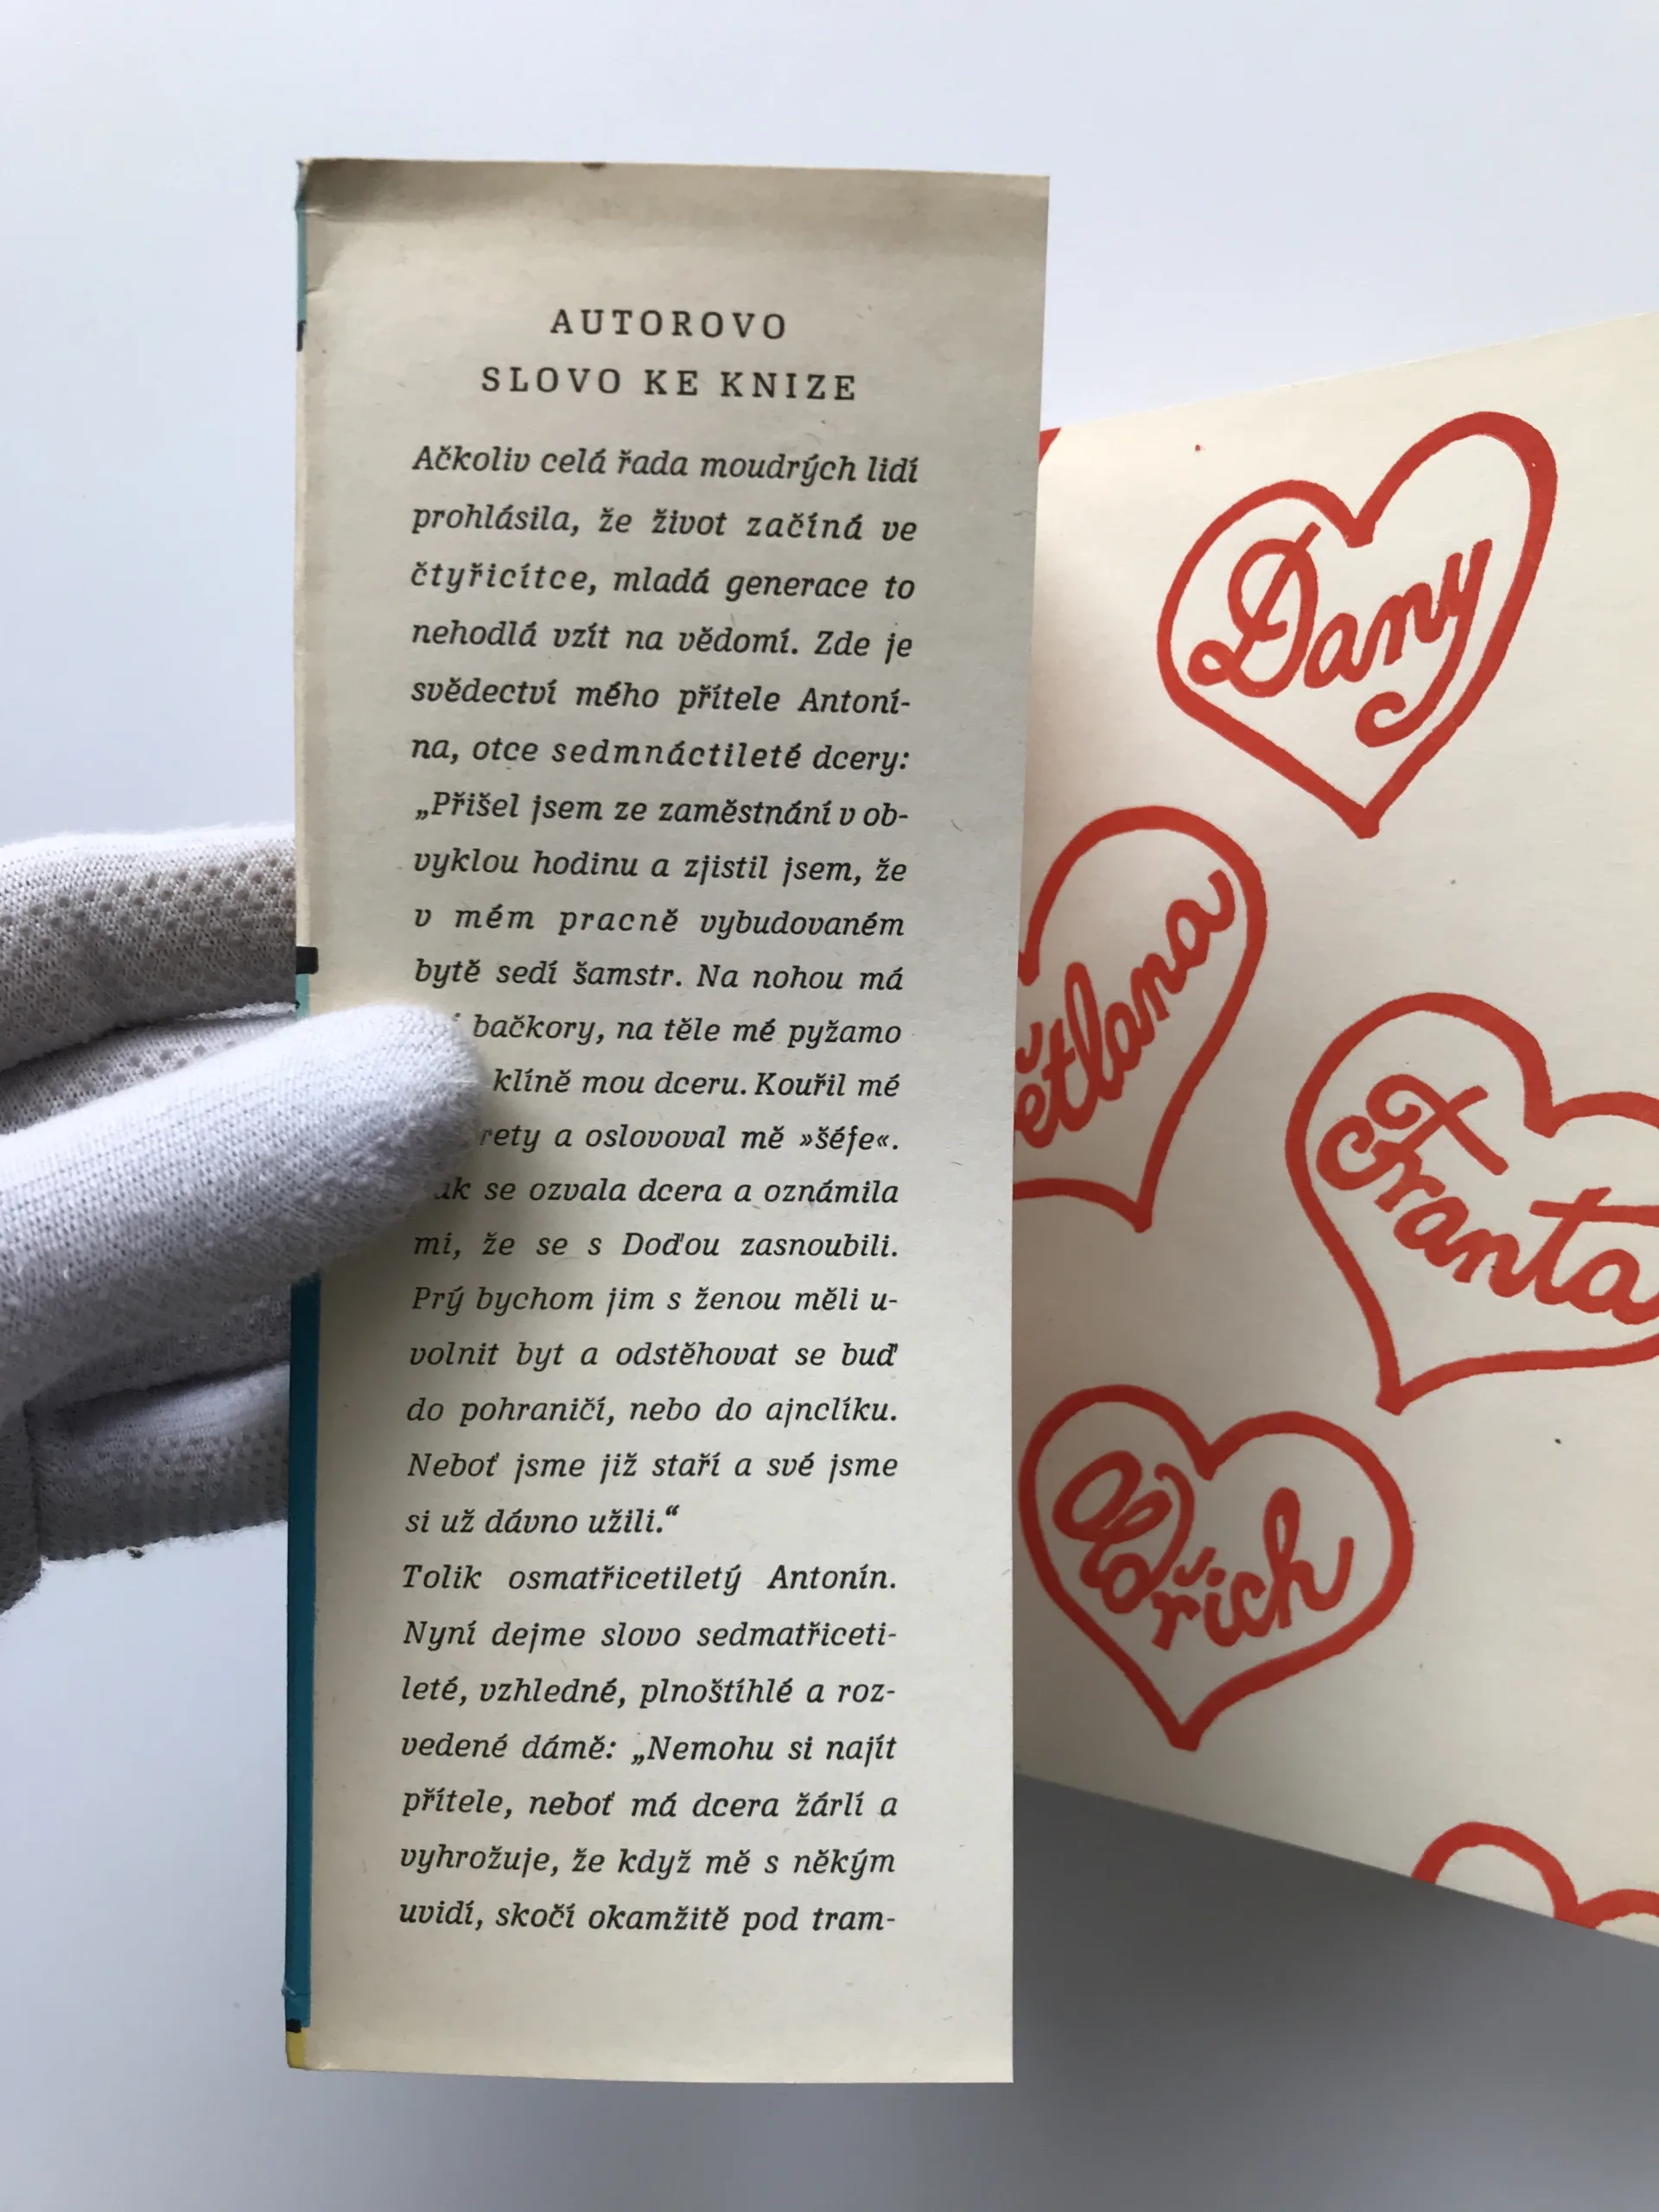 AUTOROVO
SLOVO KE KNIZE
Ačkoliv celá řada moudrých lidí
prohlásila, že život začíná ve
čtyřicítce, mladá generace to
nehodlá vzít na vědomí. Zde je
svědectví mého přítele Antoní-
na, otce sedmnáctileté dcery:
„Přišel jsem ze zaměstnání v ob-
vyklou hodinu a zjistil jsem, že
v mém pracně vybudovaném
bytě sedí šamstr. Na nohou má
bačkory, na těle mé pyžamo
klíně mou dceru. Kouřil mé
a oslovoval mě »šéfe«.
se ozvala dcera a oznámila
mi, že se s Doďou zasnoubili.
Prý bychom jim s ženou měli u-
volnit byt a odstěhovat se buď
do pohraničí, nebo do ajnclíku.
Neboť jsme již staří a své jsme
si už dávno užili.“
Tolik osmatřicetiletý Antonín.
Nyní dejme slovo sedmatřiceti-
leté, vzhledné, plnoštíhlé a roz-
vedené dámě: „Nemohu si najít
přítele, neboť má dcera žárlí a
vyhrožuje, že když mě s někým
uvidí, skočí okamžitě pod tram-
Dany
Franta
Oldřich